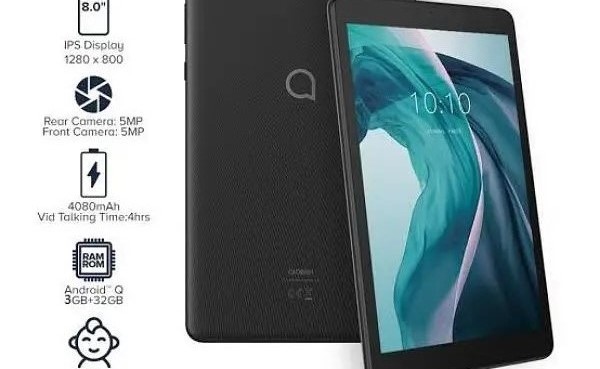 8.0"
IPS Display
1280 x 800
Rear Camera: 5MP
Front Camera: 5MP
4080mAh
Vid Talking Time:4hrs
RAM
ROM
Android™ Q
3GB+32GB
10:10